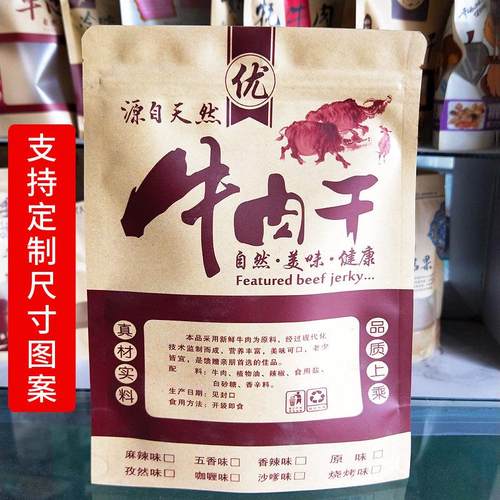 优
源自天然
牛肉干
自然·美味·健康
Featured beef jerky...
支持定制尺寸图案
真材实料
品质上乘
本品采用新鲜牛肉为原料，经过现代化
技术监制而成，营养丰富，美味可口，老少
皆宜，是馈赠亲朋首选的佳品。
配 料：牛肉、植物油、辣椒、食用盐、
白砂糖、香辛料。
生产日期：见封口
食用方法：开袋即食
麻辣味□ 五香味□ 香辣味□ 原味□
孜然味□ 咖喱味□ 沙嗲味□ 烧烤味□